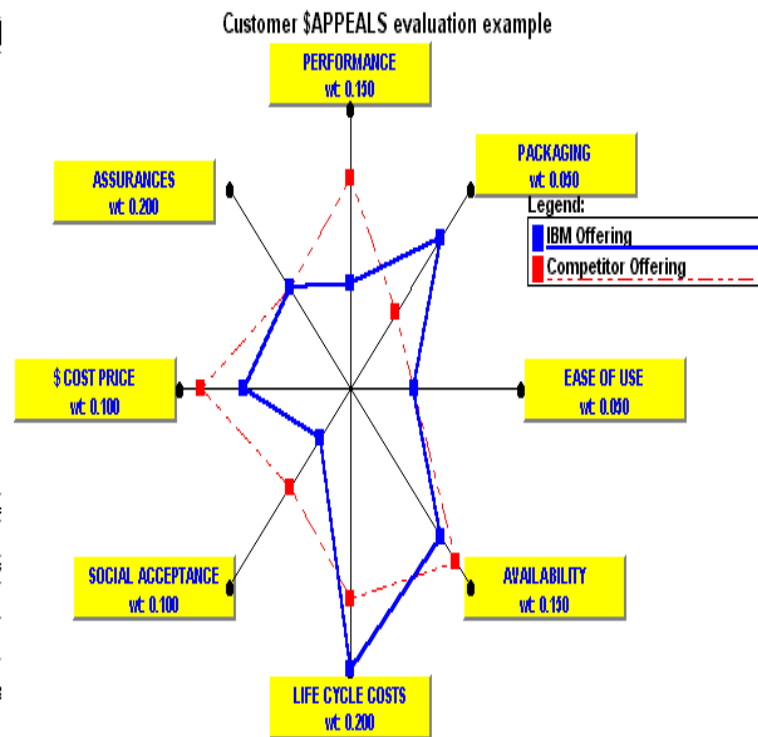 Customer $APPEALS evaluation example
PERFORMANCE
wt: 0.150
PACKAGING
wt: 0.050
ASSURANCES
wt: 0.200
Legend:
IBM Offering
Competitor Offering
$ COST PRICE
wt: 0.100
EASE OF USE
wt: 0.050
SOCIAL ACCEPTANCE
wt: 0.100
AVAILABILITY
wt: 0.150
LIFE CYCLE COSTS
wt: 0.200